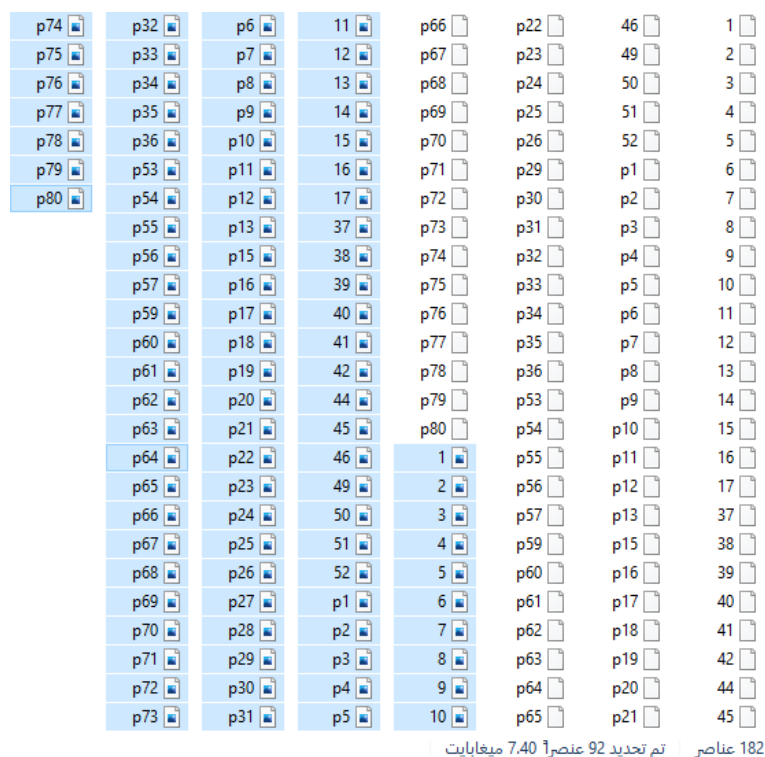 1
2
3
4
5
6
7
8
9
10
11
12
13
14
15
16
17
37
38
39
40
41
42
44
45
46
49
50
51
52
p1
p2
p3
p4
p5
p6
p7
p8
p9
p10
p11
p12
p13
p15
p16
p17
p18
p19
p20
p21
p22
p23
p24
p25
p26
p29
p30
p31
p32
p33
p34
p35
p36
p53
p54
p55
p56
p57
p59
p60
p61
p62
p63
p64
p65
p66
p67
p68
p69
p70
p71
p72
p73
p74
p75
p76
p77
p78
p79
p80
1
2
3
4
5
6
7
8
9
10
11
12
13
14
15
16
17
37
38
39
40
41
42
44
45
46
49
50
51
52
p1
p2
p3
p4
p5
p6
p7
p8
p9
p10
p11
p12
p13
p15
p16
p17
p18
p19
p20
p21
p22
p23
p24
p25
p26
p27
p28
p29
p30
p31
p32
p33
p34
p35
p36
p53
p54
p55
p56
p57
p59
p60
p61
p62
p63
p64
p65
p66
p67
p68
p69
p70
p71
p72
p73
p74
p75
p76
p77
p78
p79
p80
182 عناصر تم تحديد 92 عنصراً 7.40 ميغابايت